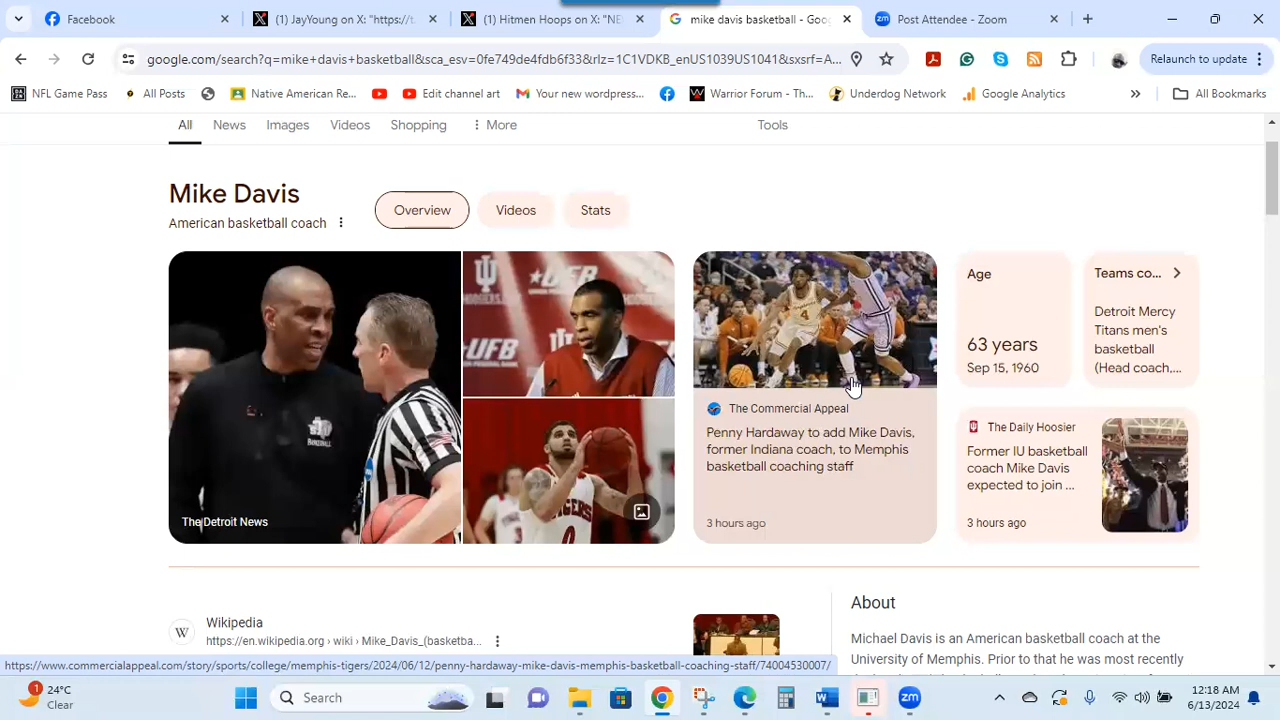 Facebook
(1) JayYoung on X: "https://t
(1) Hitmen Hoops on X: "NE
mike davis basketball - Goo
Post Attendee - Zoom
google.com/search?q=mike+davis+basketball&sca_esv=0fe749de4fdb6f33&rlz=1C1VDKB_enUS1039US1041&sxsrf=A...
Relaunch to update
NFL Game Pass
All Posts
Native American Re...
Edit channel art
Your new wordpress...
Warrior Forum - Th...
Underdog Network
Google Analytics
All Bookmarks
All
News
Images
Videos
Shopping
More
Tools
Mike Davis
American basketball coach
Overview
Videos
Stats
The Detroit News
The Commercial Appeal
Penny Hardaway to add Mike Davis,
former Indiana coach, to Memphis
basketball coaching staff
3 hours ago
Age
63 years
Sep 15, 1960
Teams co...
Detroit Mercy
Titans men's
basketball
(Head coach,...
The Daily Hoosier
Former IU basketball
coach Mike Davis
expected to join ...
3 hours ago
Wikipedia
https://en.wikipedia.org › wiki › Mike_Davis_(basketba...
About
Michael Davis is an American basketball coach at the
University of Memphis. Prior to that he was most recently
https://www.commercialappeal.com/story/sports/college/memphis-tigers/2024/06/12/penny-hardaway-mike-davis-memphis-basketball-coaching-staff/74004530007/
1
24°C
Clear
Search
12:18 AM
6/13/2024